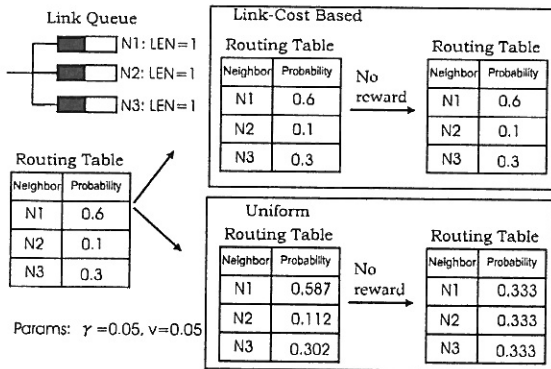 Link Queue
N1: LEN=1
N2: LEN=1
N3: LEN=1
Routing Table
Neighbor Probability
N1 0.6
N2 0.1
N3 0.3
Params: γ=0.05, v=0.05
Link-Cost Based
Routing Table
Neighbor Probability
N1 0.6
N2 0.1
N3 0.3
No
reward
Routing Table
Neighbor Probability
N1 0.6
N2 0.1
N3 0.3
Uniform
Routing Table
Neighbor Probability
N1 0.587
N2 0.112
N3 0.302
No
reward
Routing Table
Neighbor Probability
N1 0.333
N2 0.333
N3 0.333